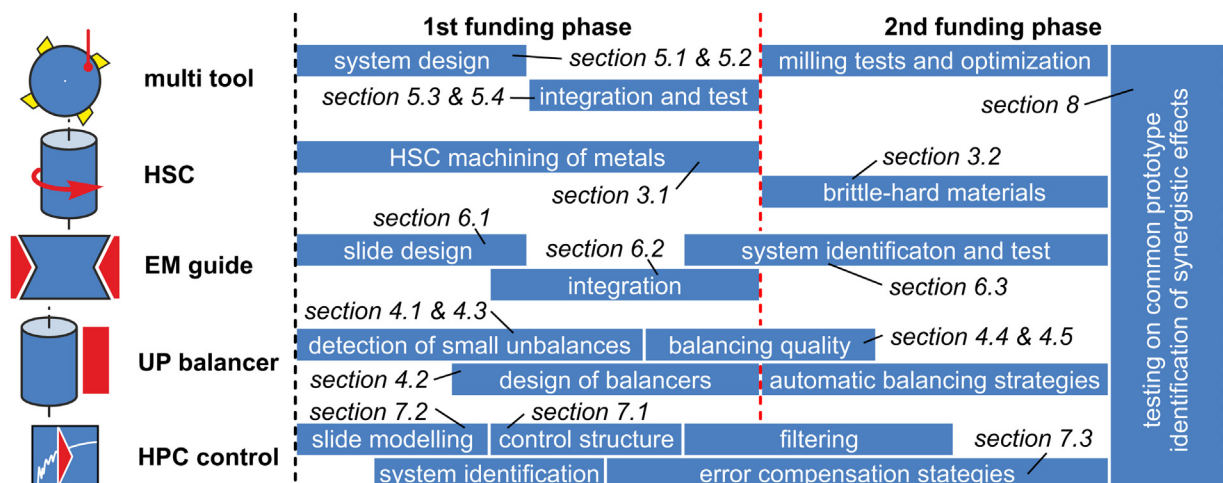 1st funding phase
2nd funding phase
multi tool
system design
section 5.1 & 5.2
milling tests and optimization
section 5.3 & 5.4
integration and test
section 8
HSC
HSC machining of metals
section 3.1
section 3.2
brittle-hard materials
EM guide
section 6.1
slide design
section 6.2
system identificaton and test
integration
section 6.3
UP balancer
section 4.1 & 4.3
detection of small unbalances
balancing quality
section 4.4 & 4.5
section 4.2
design of balancers
automatic balancing strategies
HPC control
section 7.2
section 7.1
slide modelling
control structure
filtering
section 7.3
system identification
error compensation stategies
testing on common prototype
identification of synergistic effects